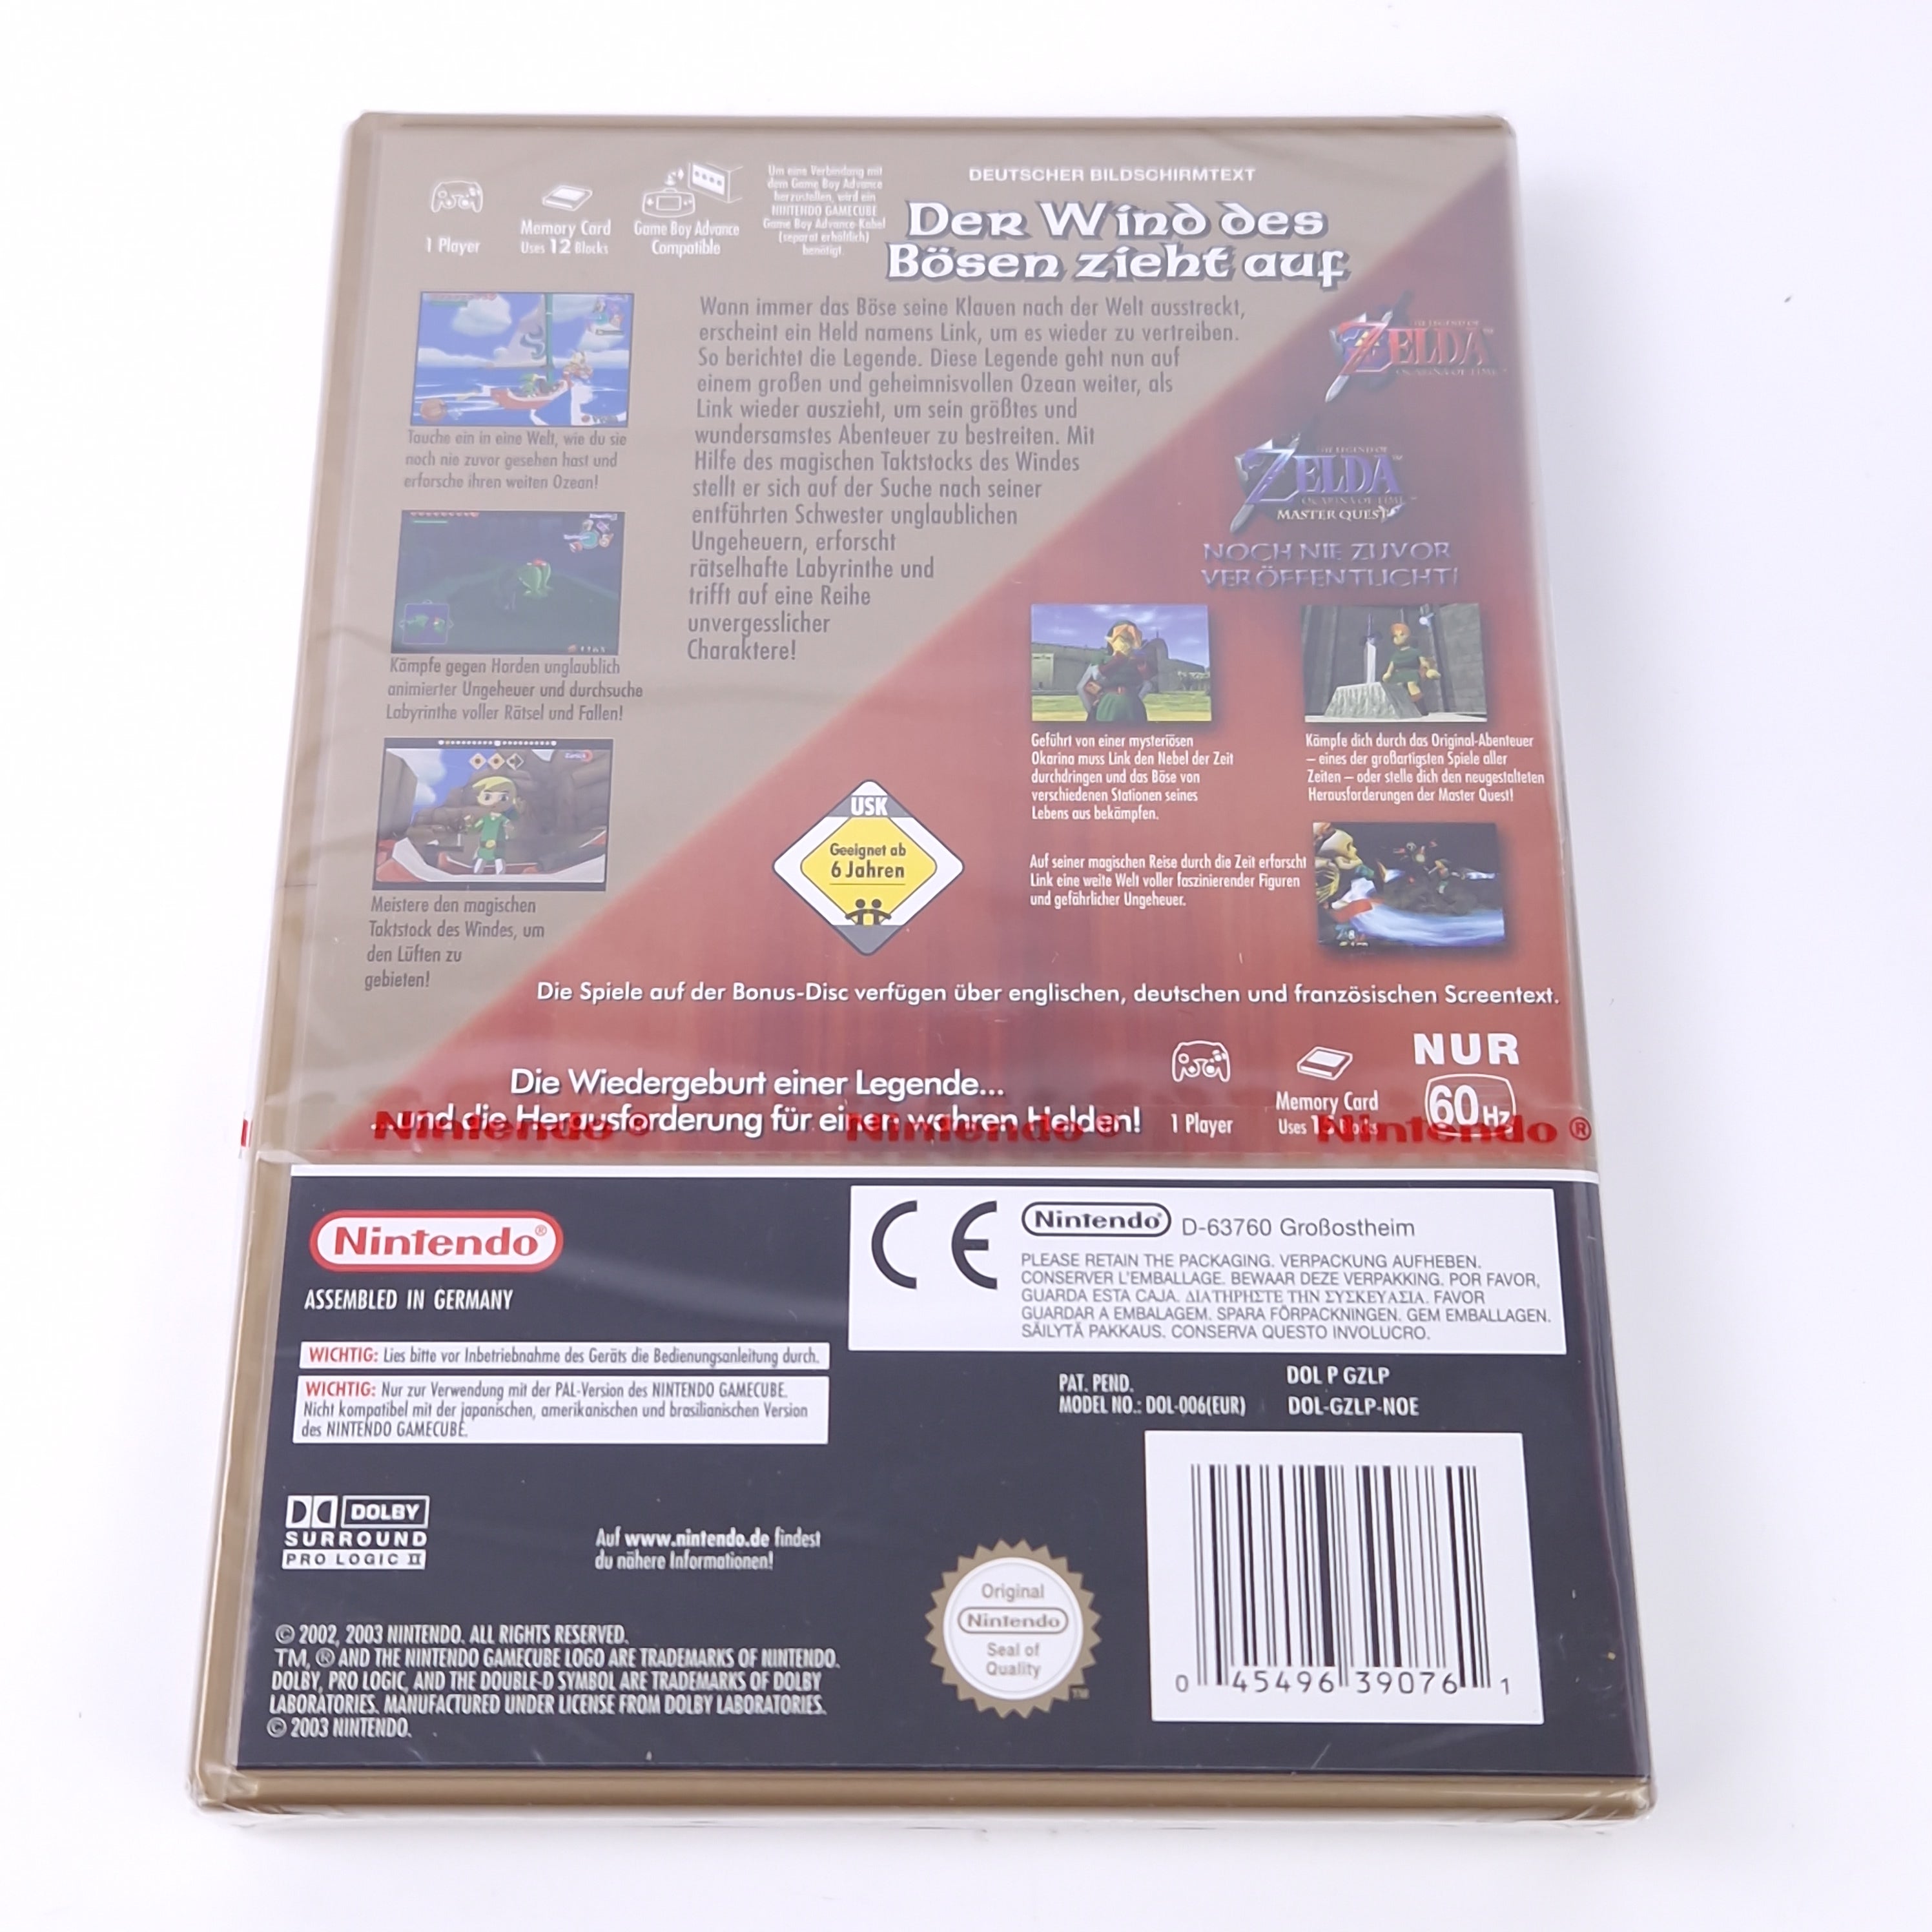 1 Player
Memory Card
Uses 12 Blocks
Game Boy Advance
Compatible
Um eine Verbindung mit
dem Game Boy Advance
herzustellen, wird ein
NINTENDO GAMECUBE
Game Boy Advance-Kabel
(separat erhältlich)
benötigt.
DEUTSCHER BILDSCHIRMTEXT
Der Wind des
Bösen zieht auf
Wann immer das Böse seine Klauen nach der Welt ausstreckt,
erscheint ein Held namens Link, um es wieder zu vertreiben.
So berichtet die Legende. Diese Legende geht nun auf
einem großen und geheimnisvollen Ozean weiter, als
Link wieder auszieht, um sein größtes und
wundersamstes Abenteuer zu bestreiten. Mit
Hilfe des magischen Taktstocks des Windes
stellt er sich auf der Suche nach seiner
entführten Schwester unglaublichen
Ungeheuern, erforscht
rätselhafte Labyrinthe und
trifft auf eine Reihe
unvergesslicher
Charaktere!
Tauche ein in eine Welt, wie du sie
noch nie zuvor gesehen hast und
erforsche ihren weiten Ozean!
Kämpfe gegen Horden unglaublich
animierter Ungeheuer und durchsuche
Labyrinthe voller Rätsel und Fallen!
Meistere den magischen
Taktstock des Windes, um
den Lüften zu
gebieten!
THE LEGEND OF
ZELDA™
OCARINA OF TIME™
THE LEGEND OF
ZELDA™
OCARINA OF TIME™
MASTER QUEST
NOCH NIE ZUVOR
VERÖFFENTLICHT!
Geführt von einer mysteriösen
Okarina muss Link den Nebel der Zeit
durchdringen und das Böse von
verschiedenen Stationen seines
Lebens aus bekämpfen.
Kämpfe dich durch das Original-Abenteuer
– eines der großartigsten Spiele aller
Zeiten – oder stelle dich den neugestalteten
Herausforderungen der Master Quest!
Auf seiner magischen Reise durch die Zeit erforscht
Link eine weite Welt voller faszinierender Figuren
und gefährlicher Ungeheuer.
USK
Geeignet ab
6 Jahren
Die Spiele auf der Bonus-Disc verfügen über englischen, deutschen und französischen Screentext.
Die Wiedergeburt einer Legende...
...und die Herausforderung für einen wahren Helden!
1 Player
Memory Card
Uses Blocks
NUR
60Hz
Nintendo ® Nintendo ® Nintendo ®
Nintendo®
ASSEMBLED IN GERMANY
CE
Nintendo® D-63760 Großostheim
PLEASE RETAIN THE PACKAGING. VERPACKUNG AUFHEBEN.
CONSERVER L'EMBALLAGE. BEWAAR DEZE VERPAKKING. POR FAVOR,
GUARDA ESTA CAJA. ΔΙΑΤΗΡΗΣΤΕ ΤΗΝ ΣΥΣΚΕΥΑΣΙΑ. FAVOR
GUARDAR A EMBALAGEM. SPARA FÖRPACKNINGEN. GEM EMBALLAGEN.
SÄILYTÄ PAKKAUS. CONSERVA QUESTO INVOLUCRO.
WICHTIG: Lies bitte vor Inbetriebnahme des Geräts die Bedienungsanleitung durch.
WICHTIG: Nur zur Verwendung mit der PAL-Version des NINTENDO GAMECUBE.
Nicht kompatibel mit der japanischen, amerikanischen und brasilianischen Version
des NINTENDO GAMECUBE.
PAT. PEND.
MODEL NO.: DOL-006(EUR)
DOL P GZLP
DOL-GZLP-NOE
DOLBY
SURROUND
PRO LOGIC II
Auf www.nintendo.de findest
du nähere Informationen!
© 2002, 2003 NINTENDO. ALL RIGHTS RESERVED.
TM, ® AND THE NINTENDO GAMECUBE LOGO ARE TRADEMARKS OF NINTENDO.
DOLBY, PRO LOGIC, AND THE DOUBLE-D SYMBOL ARE TRADEMARKS OF DOLBY
LABORATORIES. MANUFACTURED UNDER LICENSE FROM DOLBY LABORATORIES.
© 2003 NINTENDO.
Original
Nintendo
Seal of
Quality
TM
0 45496 39076 1